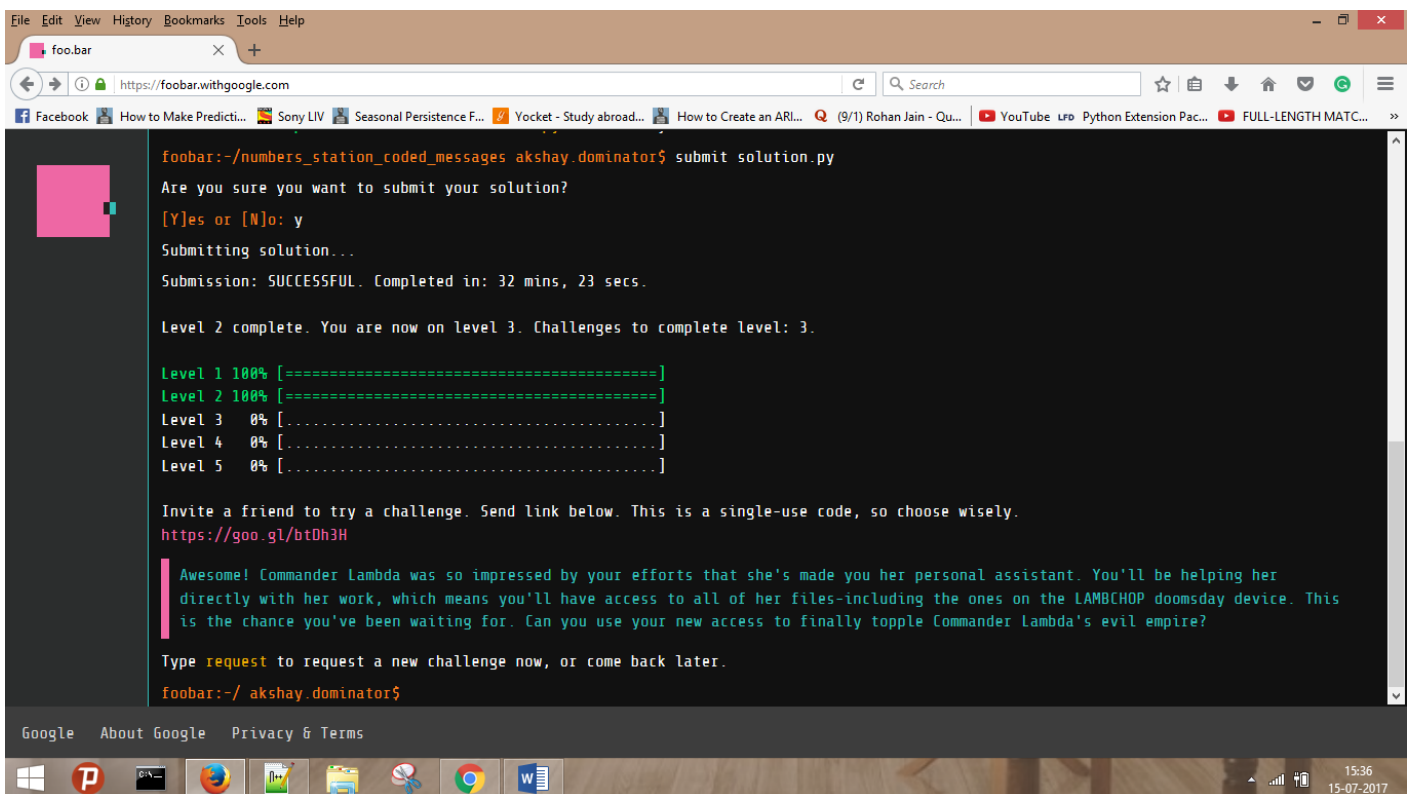 File Edit View History Bookmarks Tools Help
foo.bar
https://foobar.withgoogle.com
Search
Facebook How to Make Predicti... Sony LIV Seasonal Persistence F... Yocket - Study abroad... How to Create an ARI... (9/1) Rohan Jain - Qu... YouTube LFD Python Extension Pac... FULL-LENGTH MATC...
foobar:~/numbers_station_coded_messages akshay.dominator$ submit solution.py
Are you sure you want to submit your solution?
[Y]es or [N]o: y
Submitting solution...
Submission: SUCCESSFUL. Completed in: 32 mins, 23 secs.
Level 2 complete. You are now on level 3. Challenges to complete level: 3.
Level 1 100% [==========================================]
Level 2 100% [==========================================]
Level 3 0% [..........................................]
Level 4 0% [..........................................]
Level 5 0% [..........................................]
Invite a friend to try a challenge. Send link below. This is a single-use code, so choose wisely.
https://goo.gl/btDh3H
Awesome! Commander Lambda was so impressed by your efforts that she's made you her personal assistant. You'll be helping her
directly with her work, which means you'll have access to all of her files-including the ones on the LAMBCHOP doomsday device. This
is the chance you've been waiting for. Can you use your new access to finally topple Commander Lambda's evil empire?
Type request to request a new challenge now, or come back later.
foobar:~/ akshay.dominator$
Google About Google Privacy & Terms
15:36
15-07-2017